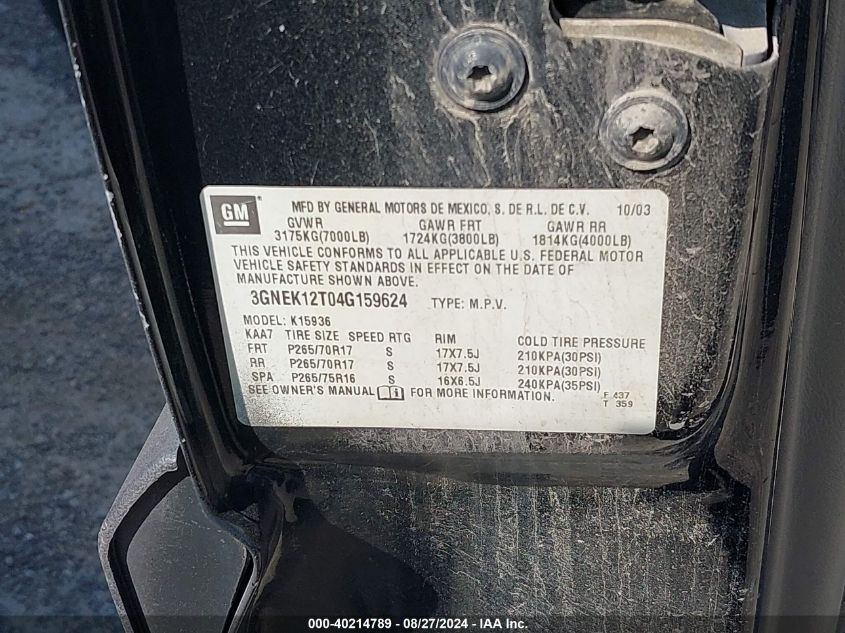 GM
MFD BY GENERAL MOTORS DE MEXICO, S. DE R.L. DE C.V. 10/03
GVWR GAWR FRT GAWR RR
3175KG(7000LB) 1724KG(3800LB) 1814KG(4000LB)
THIS VEHICLE CONFORMS TO ALL APPLICABLE U.S. FEDERAL MOTOR
VEHICLE SAFETY STANDARDS IN EFFECT ON THE DATE OF
MANUFACTURE SHOWN ABOVE.
3GNEK12T04G159624 TYPE: M.P.V.
MODEL: K15936
KAA7 TIRE SIZE SPEED RTG RIM COLD TIRE PRESSURE
FRT P265/70R17 S 17X7.5J 210KPA(30PSI)
RR P265/70R17 S 17X7.5J 210KPA(30PSI)
SPA P265/75R16 S 16X6.5J 240KPA(35PSI)
SEE OWNER'S MANUAL FOR MORE INFORMATION.
F 437
T 359
000-40214789 - 08/27/2024 - IAA Inc.